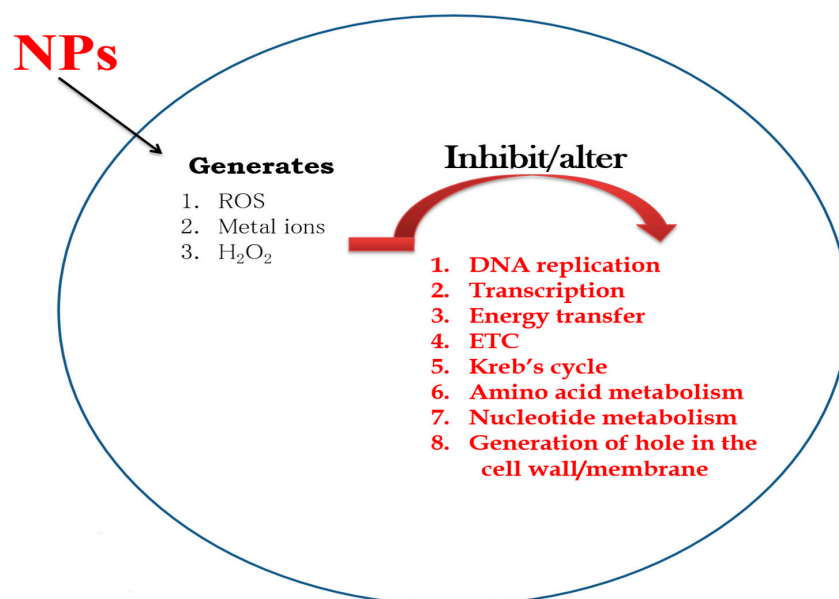 NPs
Generates
1. ROS
2. Metal ions
3. H₂O₂
Inhibit/alter
1. DNA replication
2. Transcription
3. Energy transfer
4. ETC
5. Kreb's cycle
6. Amino acid metabolism
7. Nucleotide metabolism
8. Generation of hole in the
cell wall/membrane